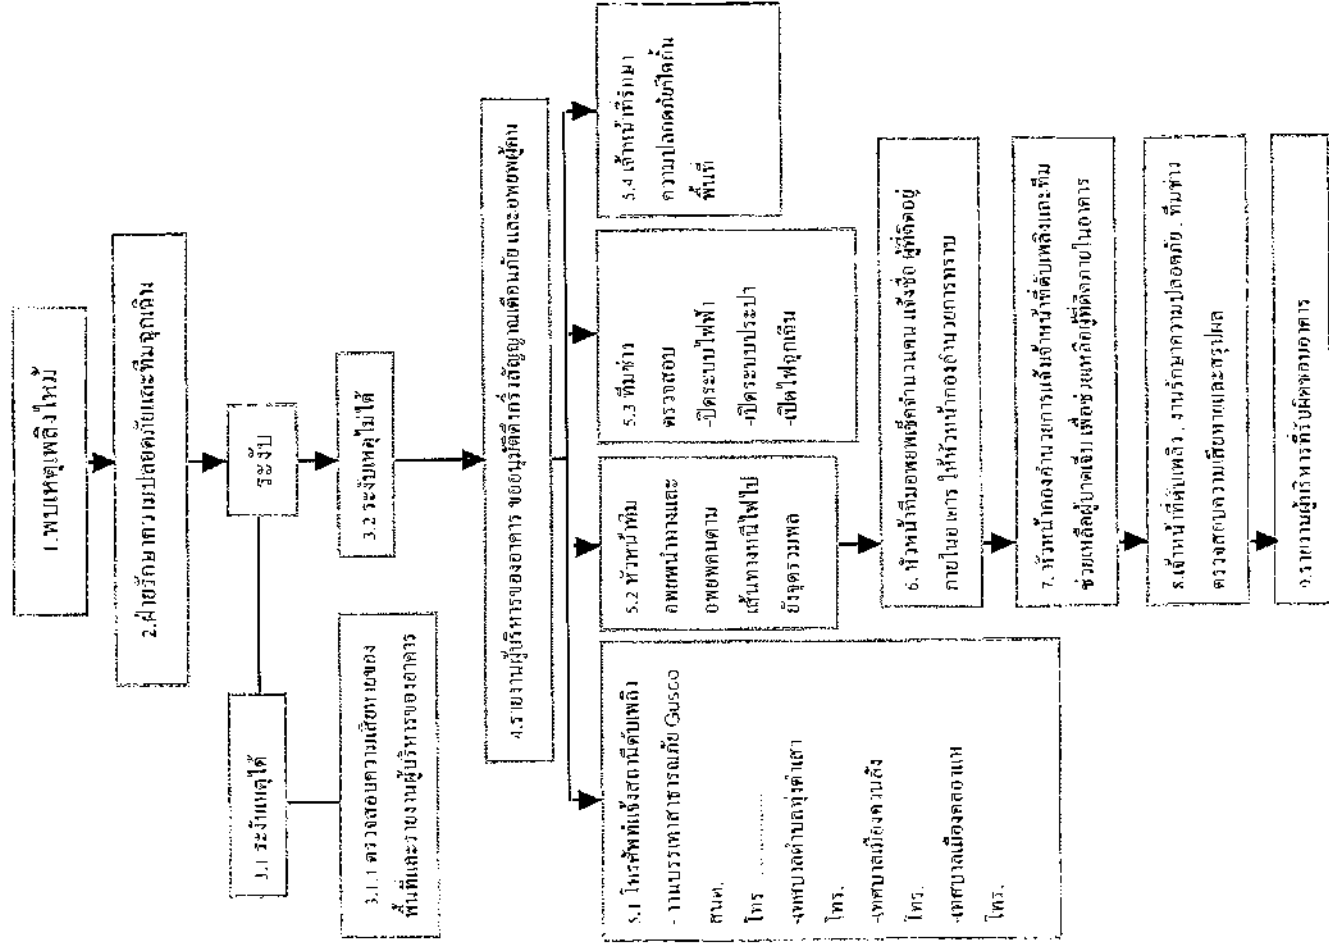 1.พบเหตุเพลิงไหม้
2.ฝ่ายรักษาความปลอดภัยและทีมฉุกเฉิน
ระงับ
3.1 ระงับเหตุได้
3.2 ระงับเหตุไม่ได้
3.1.1 ตรวจสอบความเสียหายของ
พื้นที่และรายงานผู้บริหารของอาคาร
4.รายงานผู้บริหารของอาคาร ขออนุมัติตีเกริ่งสัญญาณเตือนภัย และอพยพผู้คน
5.1 โทรศัพท์แจ้งสถานีดับเพลิง
- งานบรรเทาสาธารณภัย Gusco
สนต.
โทร ..............
-เทศบาลตำบลทุ่งตำเสา
โทร.
-เทศบาลเมืองควนลัง
โทร.
-เทศบาลเมืองคลองแห
โทร.
5.2 หัวหน้าทีม
อพยพนำทางและ
อพยพคนตาม
เส้นทางหนีไฟไป
ยังจุดรวมพล
5.3 ทีมช่าง
ตรวจสอบ
-ปิดระบบไฟฟ้า
-เปิดระบบประปา
-เปิดไฟฉุกเฉิน
5.4 เจ้าหน้าที่รักษา
ความปลอดภัยปิดกั้น
พื้นที่
6. หัวหน้าทีมอพยพเช็คจำนวนคน แจ้งชื่อ ผู้ที่ติดอยู่
ภายในอาคาร ให้หัวหน้ากองอำนวยการทราบ
7. หัวหน้ากองอำนวยการแจ้งเจ้าหน้าที่ดับเพลิงและทีม
ช่วยเหลือผู้บาดเจ็บ เพื่อช่วยเหลือผู้ที่ติดภายในอาคาร
8.เจ้าหน้าที่ดับเพลิง , งานรักษาความปลอดภัย , ทีมช่าง
ตรวจสอบความเสียหายและสรุปผล
9.รายงานผู้บริหารที่รับผิดชอบอาคาร